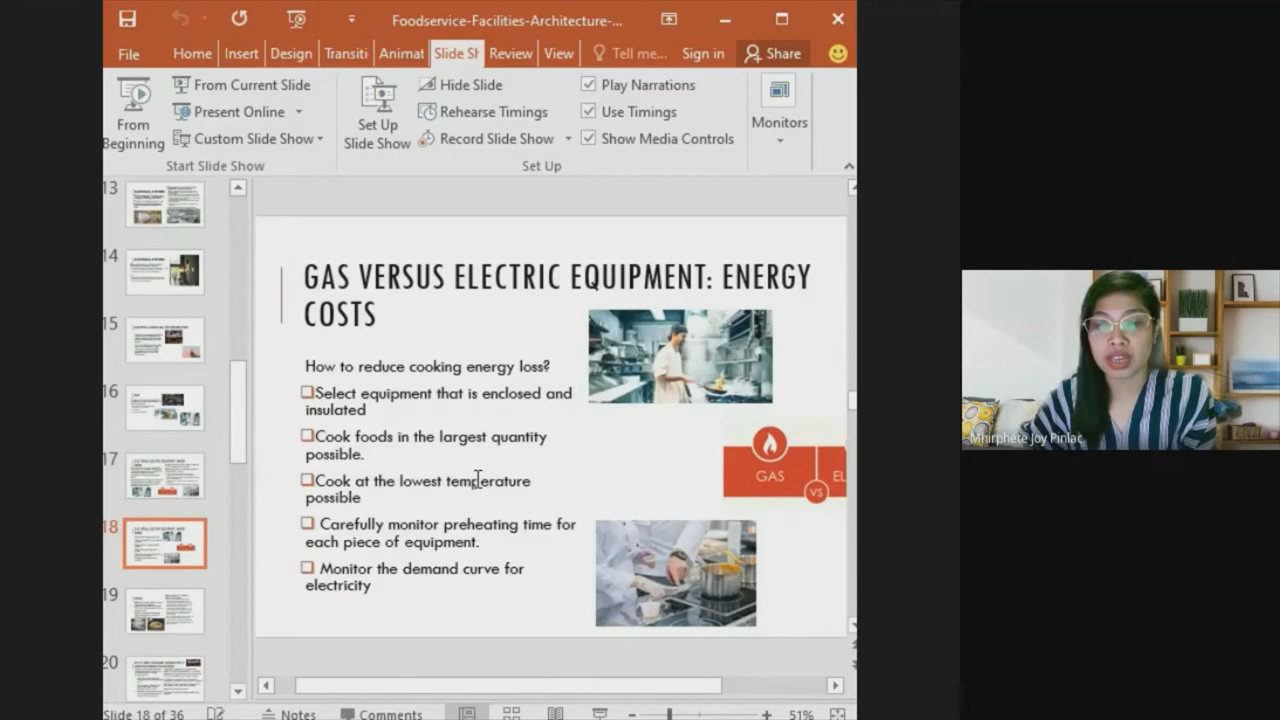 Foodservice-Facilities-Architecture-...
File Home Insert Design Transiti Animat Slide Sh Review View Tell me... Sign in Share
From Beginning
From Current Slide
Present Online
Custom Slide Show
Start Slide Show
Set Up Slide Show
Hide Slide
Rehearse Timings
Record Slide Show
Play Narrations
Use Timings
Show Media Controls
Set Up
Monitors
13
14
15
16
17
18
19
20
GAS VERSUS ELECTRIC EQUIPMENT: ENERGY
COSTS
How to reduce cooking energy loss?
Select equipment that is enclosed and
insulated
Cook foods in the largest quantity
possible.
Cook at the lowest temperature
possible
Carefully monitor preheating time for
each piece of equipment.
Monitor the demand curve for
electricity
GAS
VS
EL
Mhirphete Joy Pinlac
Slide 18 of 36 Notes Comments 51%